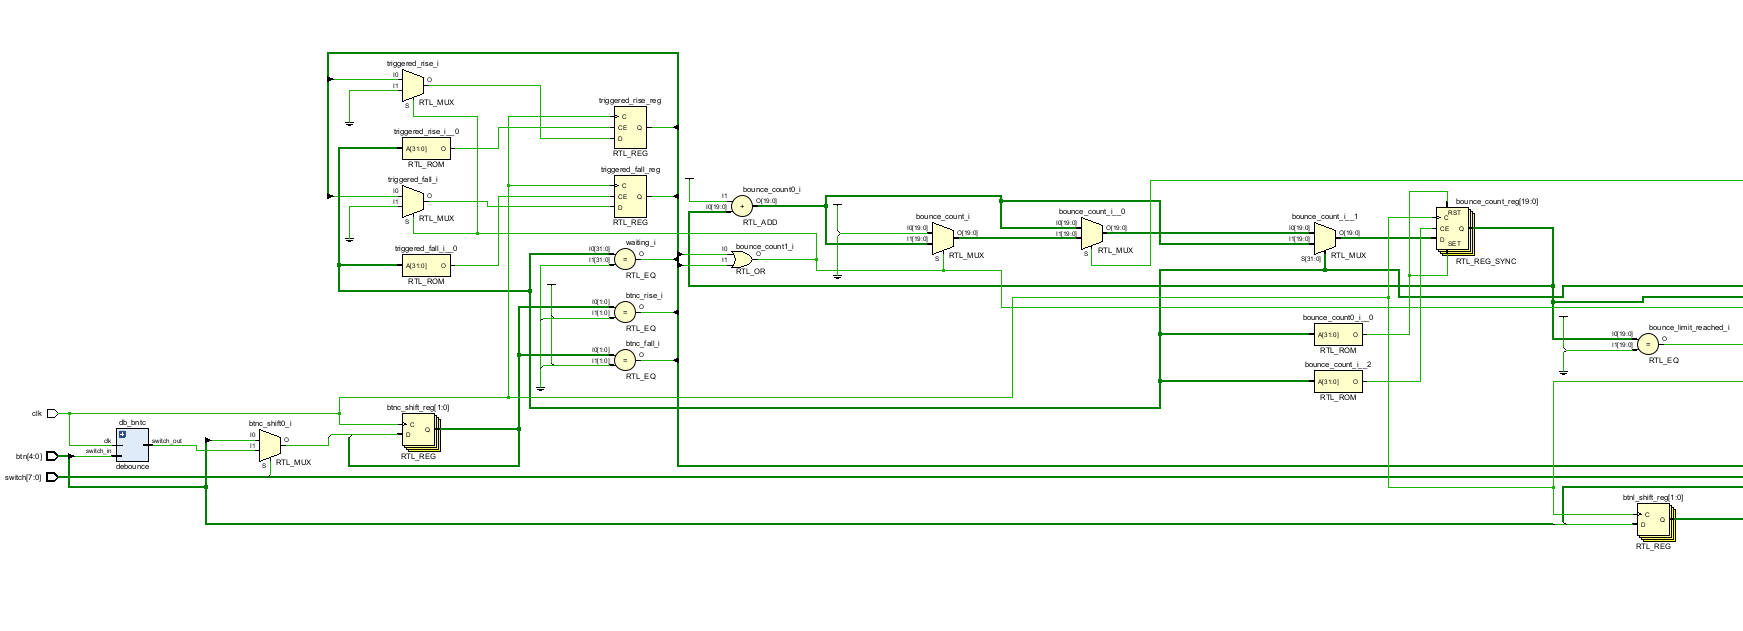 triggered_rise_i
I0
I1
O
S
RTL_MUX
triggered_rise_i__0
A[31:0]
O
RTL_ROM
triggered_fall_i
I0
I1
O
S
RTL_MUX
triggered_fall_i__0
A[31:0]
O
RTL_ROM
triggered_rise_reg
C
CE
Q
D
RTL_REG
triggered_fall_reg
C
CE
Q
D
RTL_REG
waiting_i
I0[31:0]
I1[31:0]
O
=
RTL_EQ
btnc_rise_i
I0[1:0]
I1[1:0]
O
=
RTL_EQ
btnc_fall_i
I0[1:0]
I1[1:0]
O
=
RTL_EQ
bounce_count0_i
I1
I0[19:0]
+
O[19:0]
RTL_ADD
bounce_count1_i
I0
I1
O
RTL_OR
bounce_count_i
I0[19:0]
I1[19:0]
O[19:0]
S
RTL_MUX
bounce_count_i__0
I0[19:0]
I1[19:0]
O[19:0]
S
RTL_MUX
bounce_count_i__1
I0[19:0]
I1[19:0]
O[19:0]
S[31:0]
RTL_MUX
bounce_count_reg[19:0]
RST
C
CE
Q
D
SET
RTL_REG_SYNC
bounce_count0_i__0
A[31:0]
O
RTL_ROM
bounce_count_i__2
A[31:0]
O
RTL_ROM
bounce_limit_reached_i
I0[19:0]
I1[19:0]
O
=
RTL_EQ
clk
btn[4:0]
switch[7:0]
db_bntc
clk
switch_in
switch_out
debounce
btnc_shift0_i
I0
I1
O
S
RTL_MUX
btnc_shift_reg[1:0]
C
Q
D
RTL_REG
btnl_shift_reg[1:0]
C
Q
D
RTL_REG